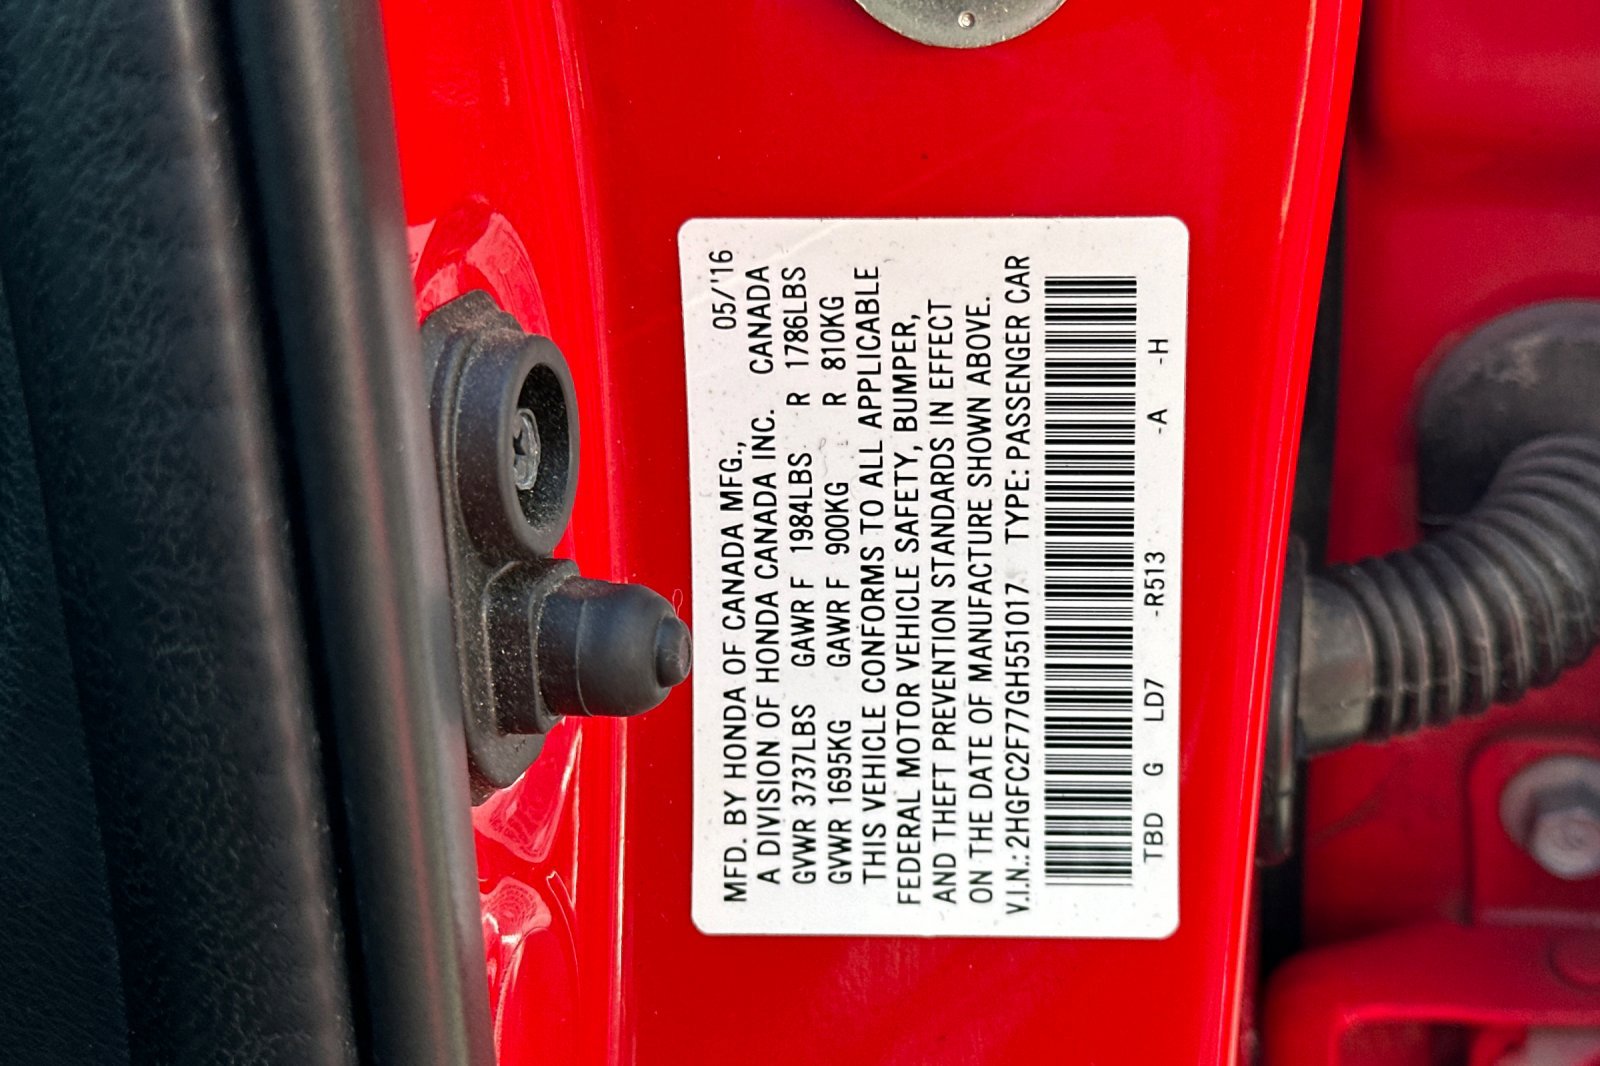 MFD. BY HONDA OF CANADA MFG., 05/'16
A DIVISION OF HONDA CANADA INC. CANADA
GVWR 3737LBS GAWR F 1984LBS R 1786LBS
GVWR 1695KG GAWR F 900KG R 810KG
THIS VEHICLE CONFORMS TO ALL APPLICABLE
FEDERAL MOTOR VEHICLE SAFETY, BUMPER,
AND THEFT PREVENTION STANDARDS IN EFFECT
ON THE DATE OF MANUFACTURE SHOWN ABOVE.
V.I.N.: 2HGFC2F77GH551017 TYPE: PASSENGER CAR
TBD G LD7 -R513 -A -H